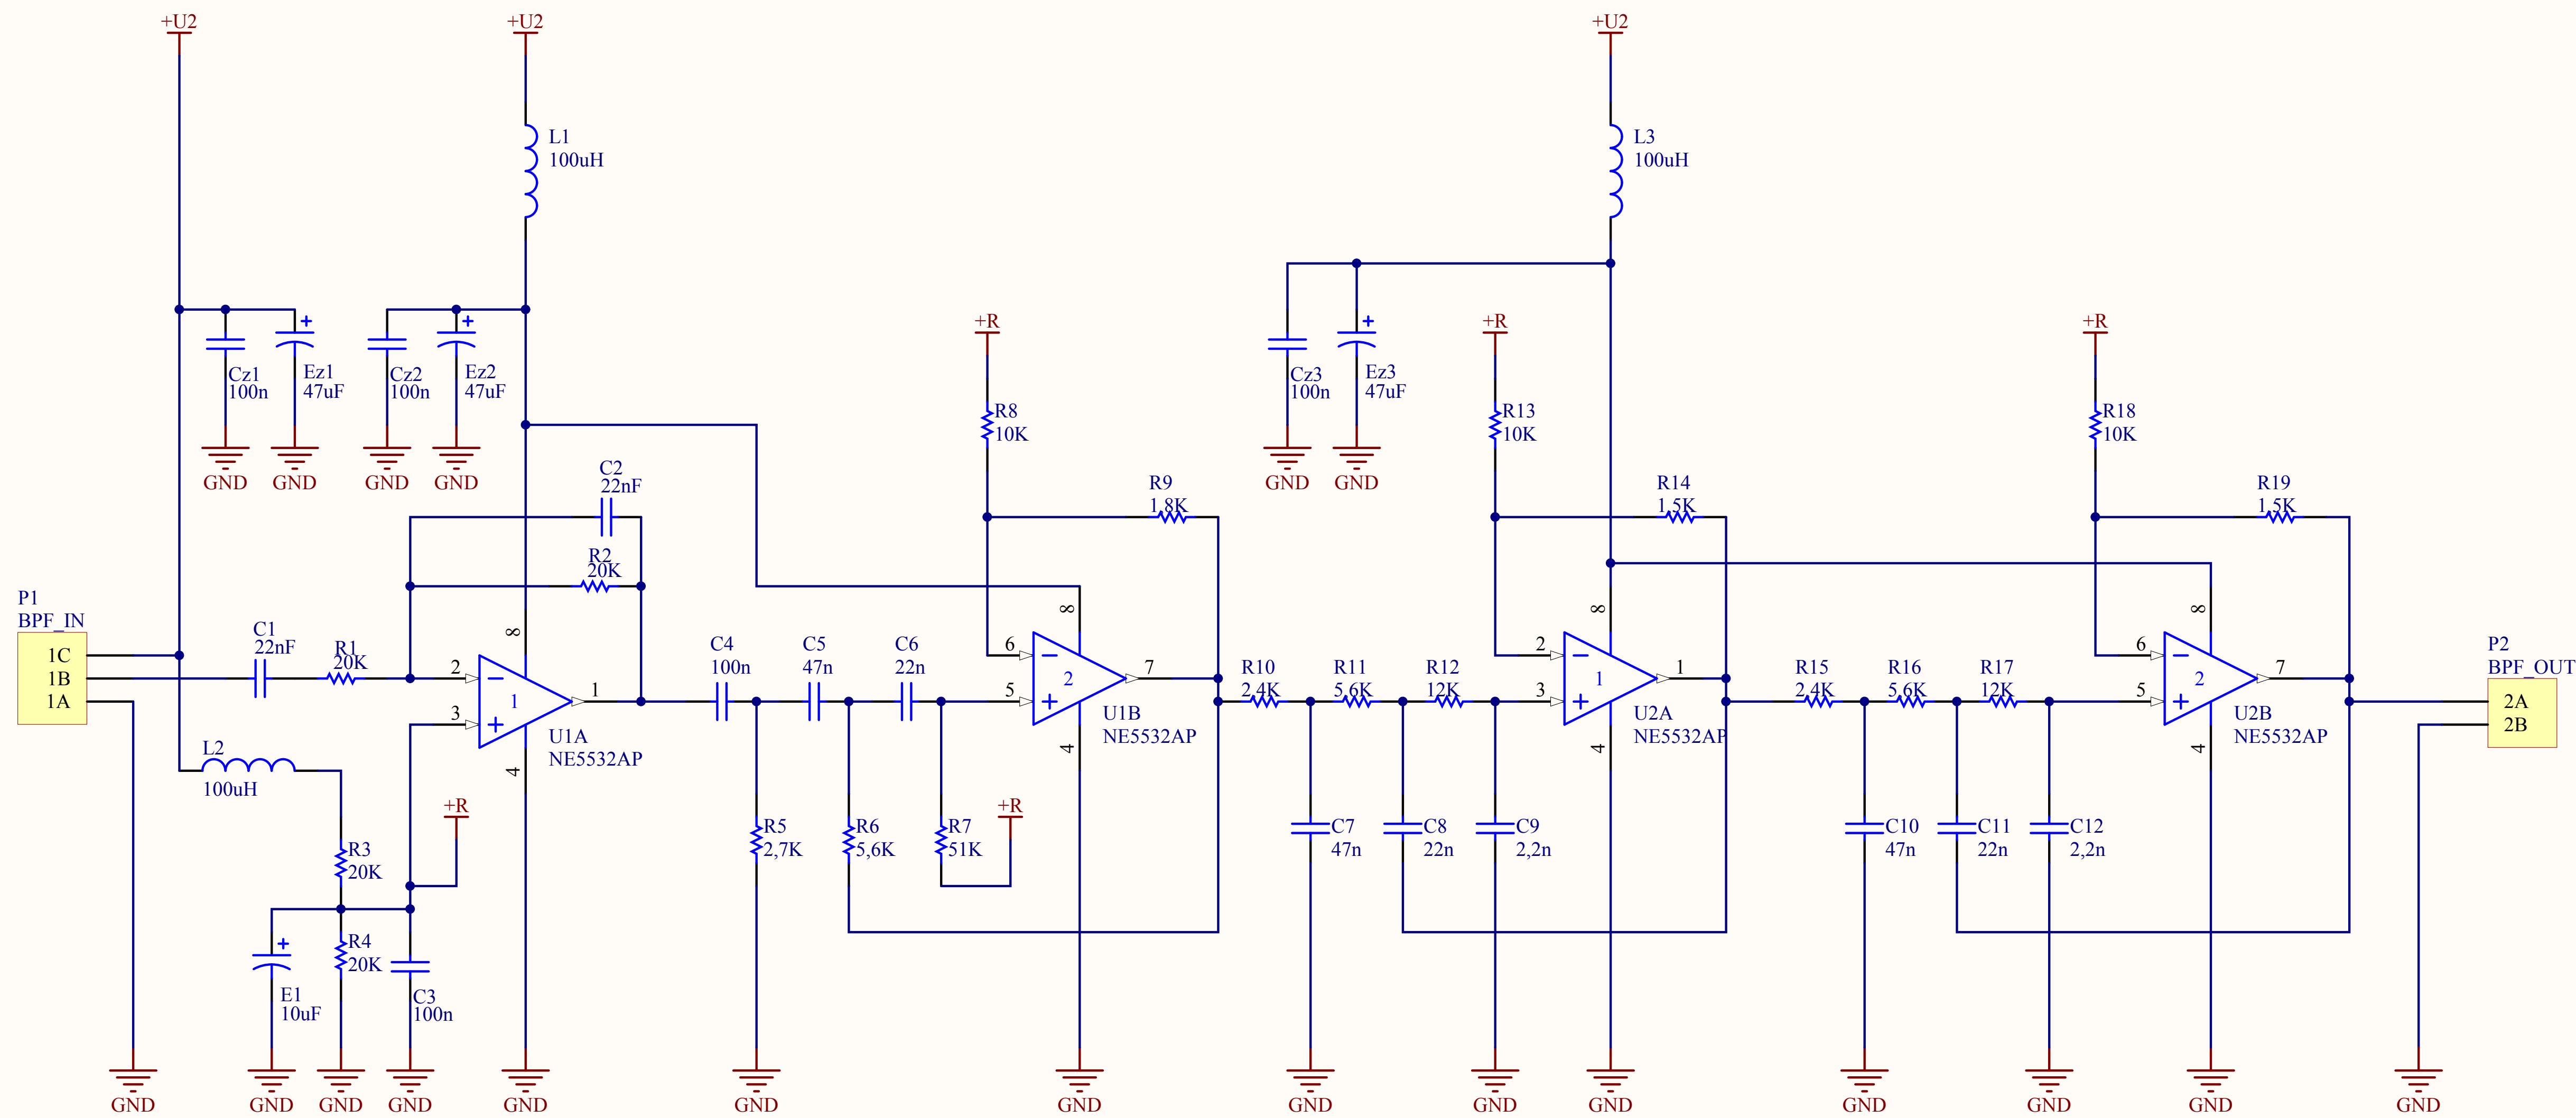 +U2
+U2
+U2
L1
100uH
L3
100uH
+
Cz1
100n
Ez1
47uF
GND
GND
+
Cz2
100n
Ez2
47uF
GND
GND
+R
R8
10K
+
Cz3
100n
Ez3
47uF
GND
GND
+R
R13
10K
+R
R18
10K
C2
22nF
R2
20K
R9
1.8K
R14
1.5K
R19
1.5K
P1
BPF_IN
1C
1B
1A
C1
22nF
R1
20K
8
2
3
1
1
4
U1A
NE5532AP
L2
100uH
+R
R3
20K
R4
20K
+
E1
10uF
C3
100n
C4
100n
C5
47n
C6
22n
R5
2,7K
R6
5,6K
R7
51K
+R
8
6
5
2
7
4
U1B
NE5532AP
R10
2.4K
R11
5.6K
R12
12K
C7
47n
C8
22n
C9
2,2n
8
2
3
1
1
4
U2A
NE5532AP
R15
2.4K
R16
5.6K
R17
12K
C10
47n
C11
22n
C12
2,2n
8
6
5
2
7
4
U2B
NE5532AP
P2
BPF_OUT
2A
2B
GND
GND
GND
GND
GND
GND
GND
GND
GND
GND
GND
GND
GND
GND